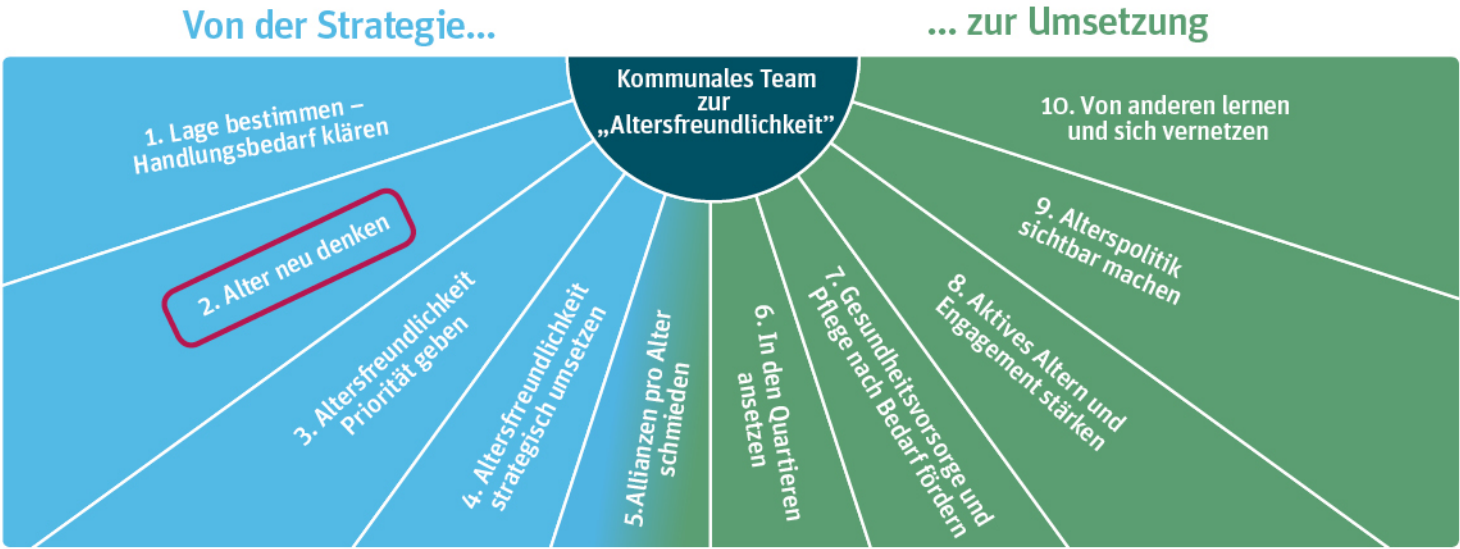 Von der Strategie...
... zur Umsetzung
Kommunales Team
zur
„Altersfreundlichkeit”
1. Lage bestimmen –
Handlungsbedarf klären
2. Alter neu denken
3. Altersfreundlichkeit
Priorität geben
4. Altersfreundlichkeit
strategisch umsetzen
5.Allianzen pro Alter
schmieden
6. In den Quartieren
ansetzen
7. Gesundheitsvorsorge und
Pflege nach Bedarf fördern
8. Aktives Altern und
Engagement stärken
9. Alterspolitik
sichtbar machen
10. Von anderen lernen
und sich vernetzen